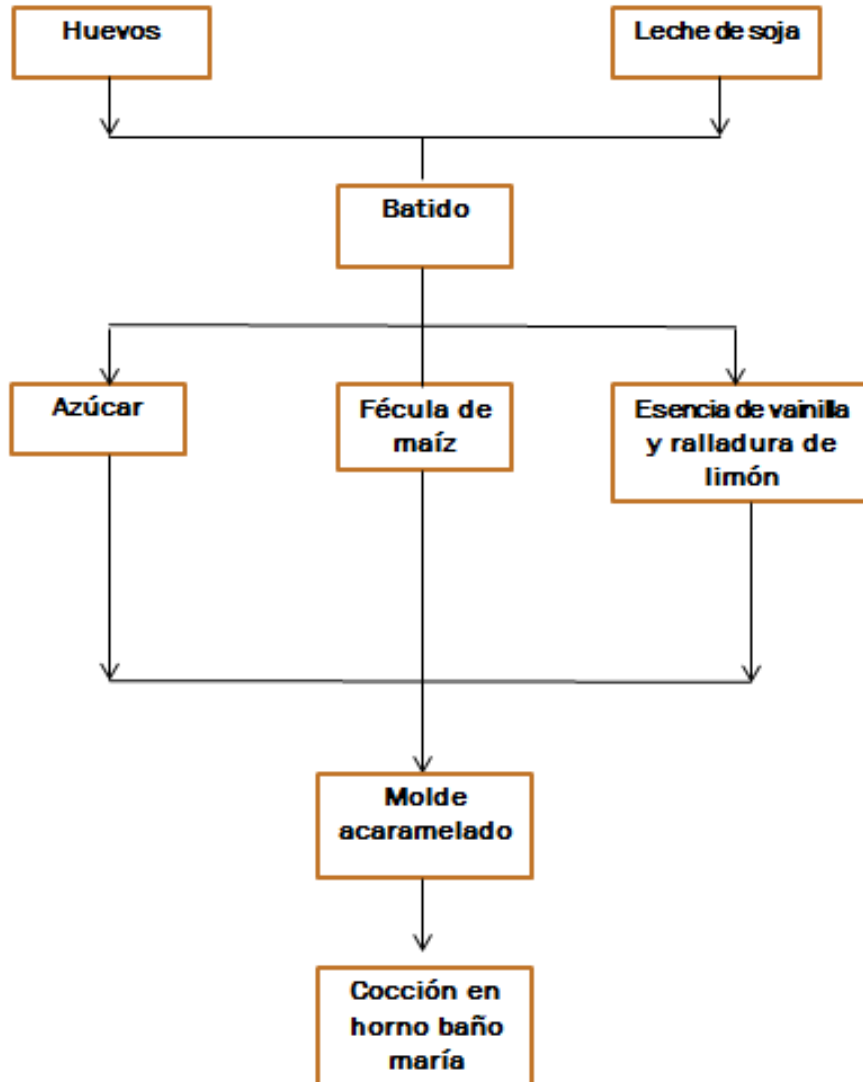 Huevos
Leche de soja
Batido
Azúcar
Fécula de
maíz
Esencia de vainilla
y ralladura de
limón
Molde
acaramelado
Cocción en
horno baño
maría